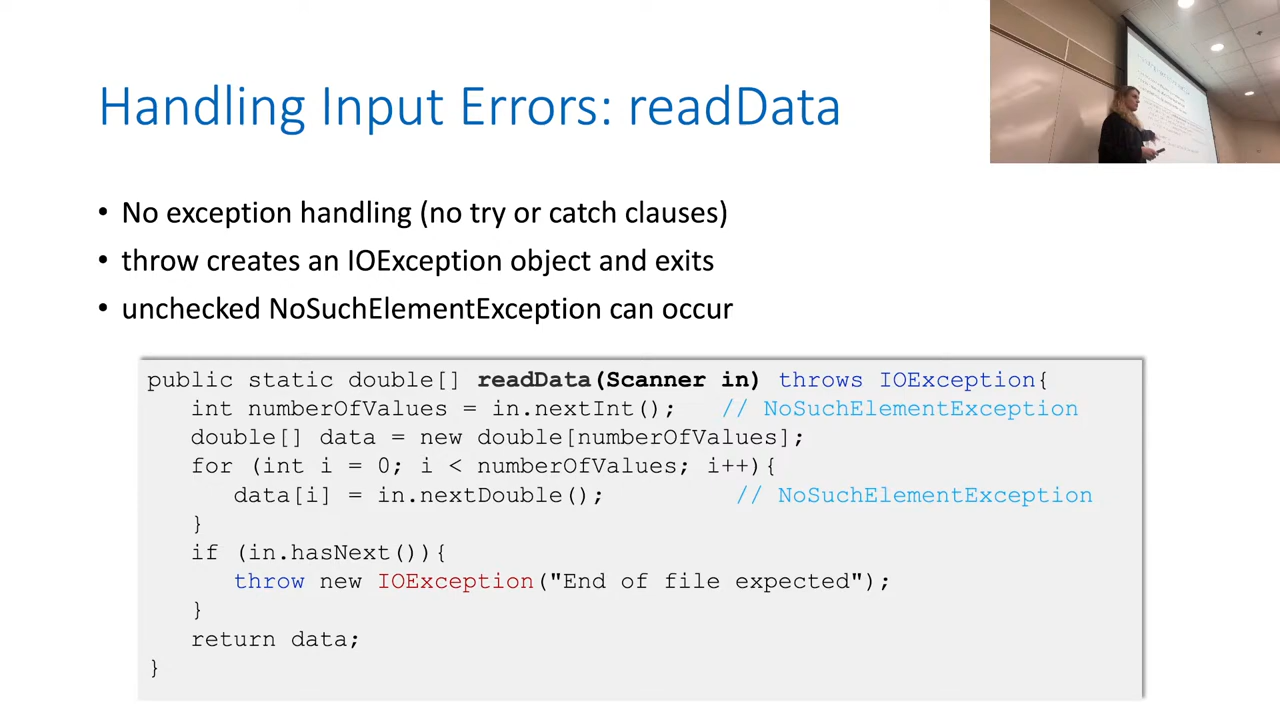 Handling Input Errors: readData
• No exception handling (no try or catch clauses)
• throw creates an IOException object and exits
• unchecked NoSuchElementException can occur
public static double[] readData(Scanner in) throws IOException{
int numberOfValues = in.nextInt(); // NoSuchElementException
double[] data = new double[numberOfValues];
for (int i = 0; i < numberOfValues; i++){
data[i] = in.nextDouble(); // NoSuchElementException
}
if (in.hasNext()){
throw new IOException("End of file expected");
}
return data;
}